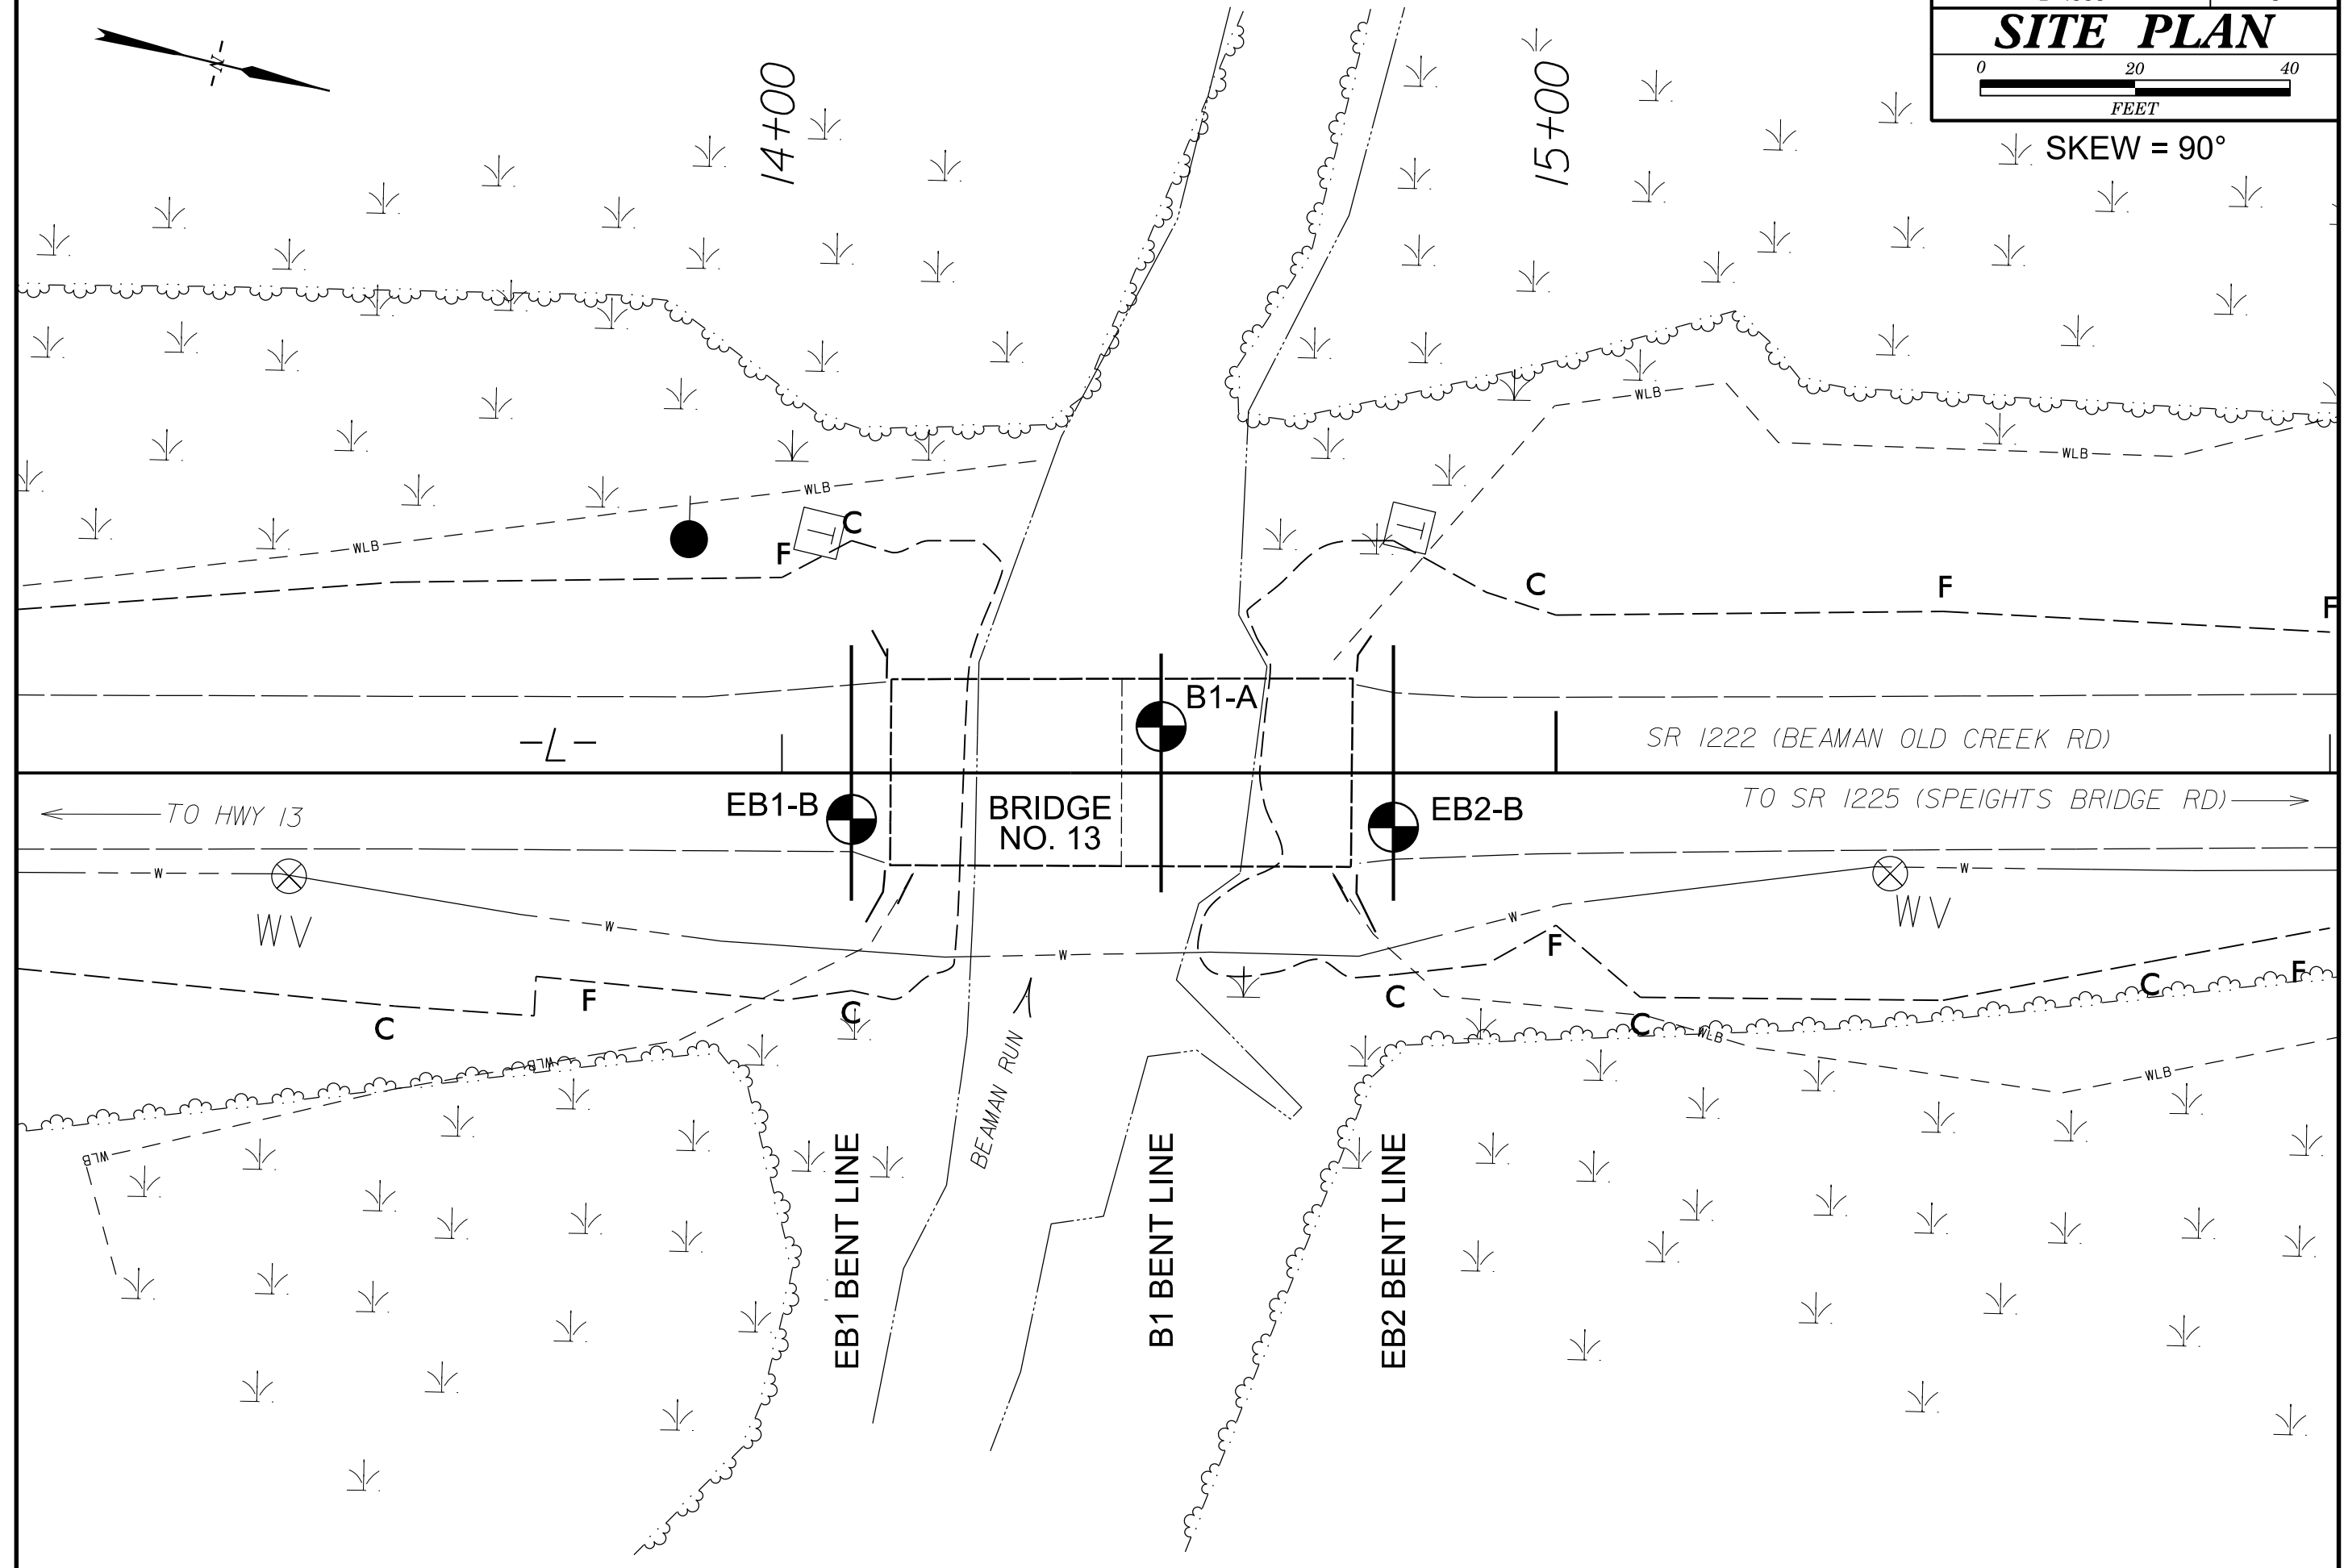 SITE PLAN
0 20 40
FEET
SKEW = 90°
N
14+00
15+00
WLB
WLB
WLB
WLB
C
F
C
F
F
B1-A
-L-
SR 1222 (BEAMAN OLD CREEK RD)
EB1-B
BRIDGE
NO. 13
EB2-B
TO HWY 13
TO SR 1225 (SPEIGHTS BRIDGE RD)
W
W
WV
WV
W
W
W
F
C
F
C
C
C
F
C
BEAMAN RUN
WLB
WLB
WLB
WLB
EB1 BENT LINE
B1 BENT LINE
EB2 BENT LINE